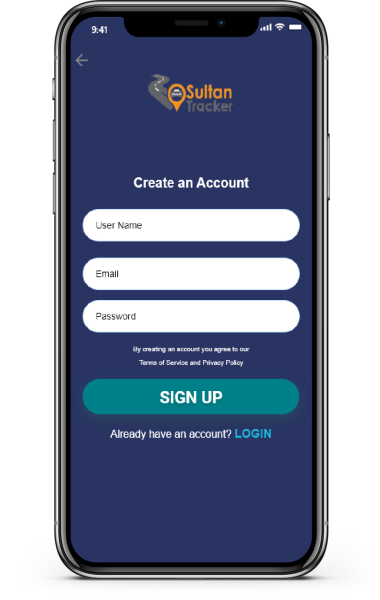 9:41
Sultan
Tracker
Create an Account
User Name
Email
Password
By creating an account you agree to our
Terms of Service and Privacy Policy
SIGN UP
Already have an account? LOGIN